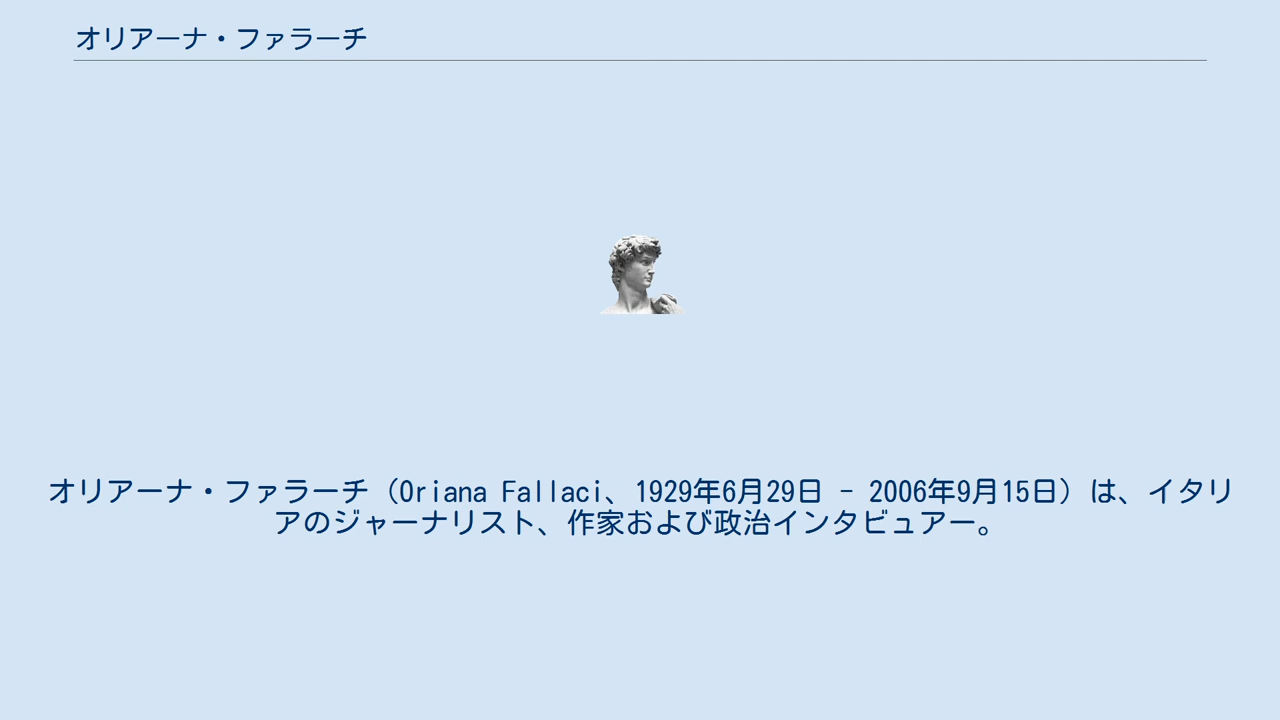 オリアーナ・ファラーチ
オリアーナ・ファラーチ（Oriana Fallaci、1929年6月29日 - 2006年9月15日）は、イタリ
アのジャーナリスト、作家および政治インタビュアー。